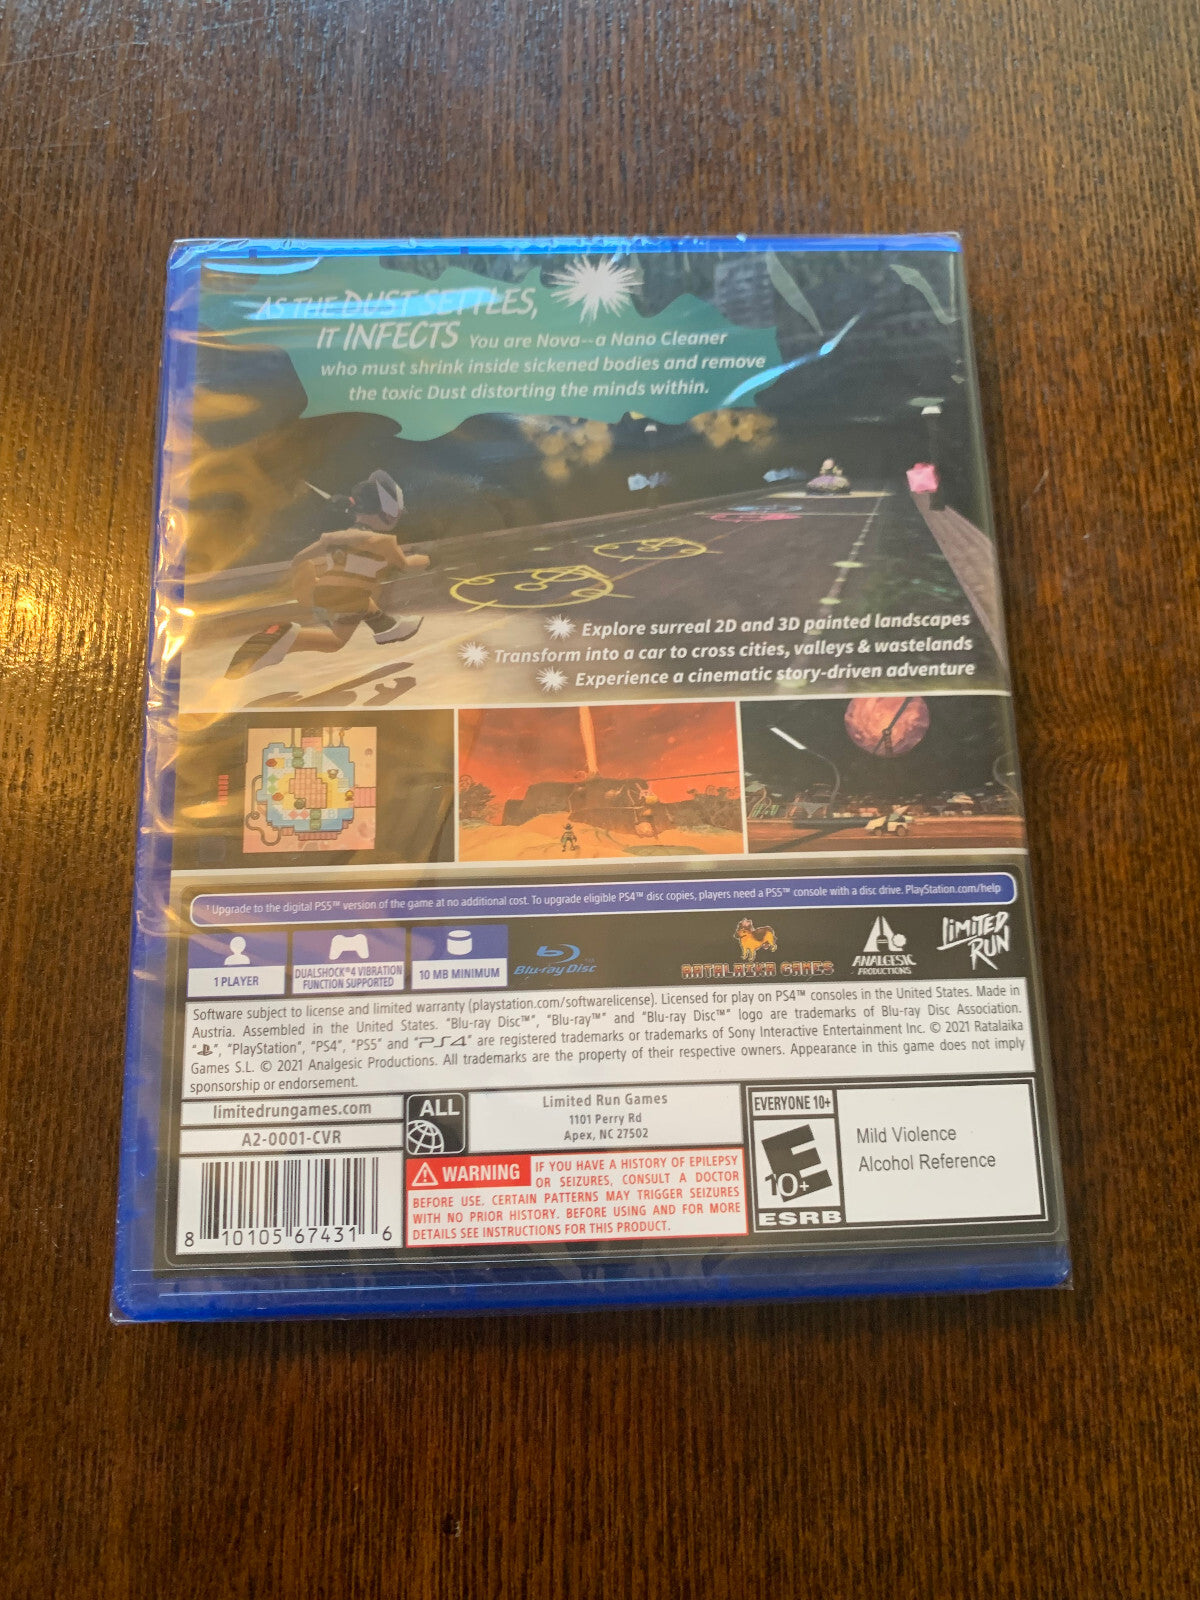 AS THE DUST SETTLES,
IT INFECTS You are Nova--a Nano Cleaner
who must shrink inside sickened bodies and remove
the toxic Dust distorting the minds within.
Explore surreal 2D and 3D painted landscapes
Transform into a car to cross cities, valleys & wastelands
Experience a cinematic story-driven adventure
¹ Upgrade to the digital PS5™ version of the game at no additional cost. To upgrade eligible PS4™ disc copies, players need a PS5™ console with a disc drive. PlayStation.com/help
1 PLAYER
DUALSHOCK®4 VIBRATION
FUNCTION SUPPORTED
10 MB MINIMUM
Blu-ray Disc™
RATALAIKA GAMES
ANALGESIC
PRODUCTIONS
LIMITED
RUN
Software subject to license and limited warranty (playstation.com/softwarelicense). Licensed for play on PS4™ consoles in the United States. Made in
Austria. Assembled in the United States. "Blu-ray Disc™", "Blu-ray™" and "Blu-ray Disc™" logo are trademarks of Blu-ray Disc Association.
"PS", "PlayStation", "PS4", "PS5" and "PS4" are registered trademarks or trademarks of Sony Interactive Entertainment Inc. © 2021 Ratalaika
Games S.L. © 2021 Analgesic Productions. All trademarks are the property of their respective owners. Appearance in this game does not imply
sponsorship or endorsement.
limitedrungames.com
A2-0001-CVR
8 10105 67431 6
ALL
Limited Run Games
1101 Perry Rd
Apex, NC 27502
WARNING IF YOU HAVE A HISTORY OF EPILEPSY
OR SEIZURES, CONSULT A DOCTOR
BEFORE USE. CERTAIN PATTERNS MAY TRIGGER SEIZURES
WITH NO PRIOR HISTORY. BEFORE USING AND FOR MORE
DETAILS SEE INSTRUCTIONS FOR THIS PRODUCT.
EVERYONE 10+
E
10+
ESRB
Mild Violence
Alcohol Reference